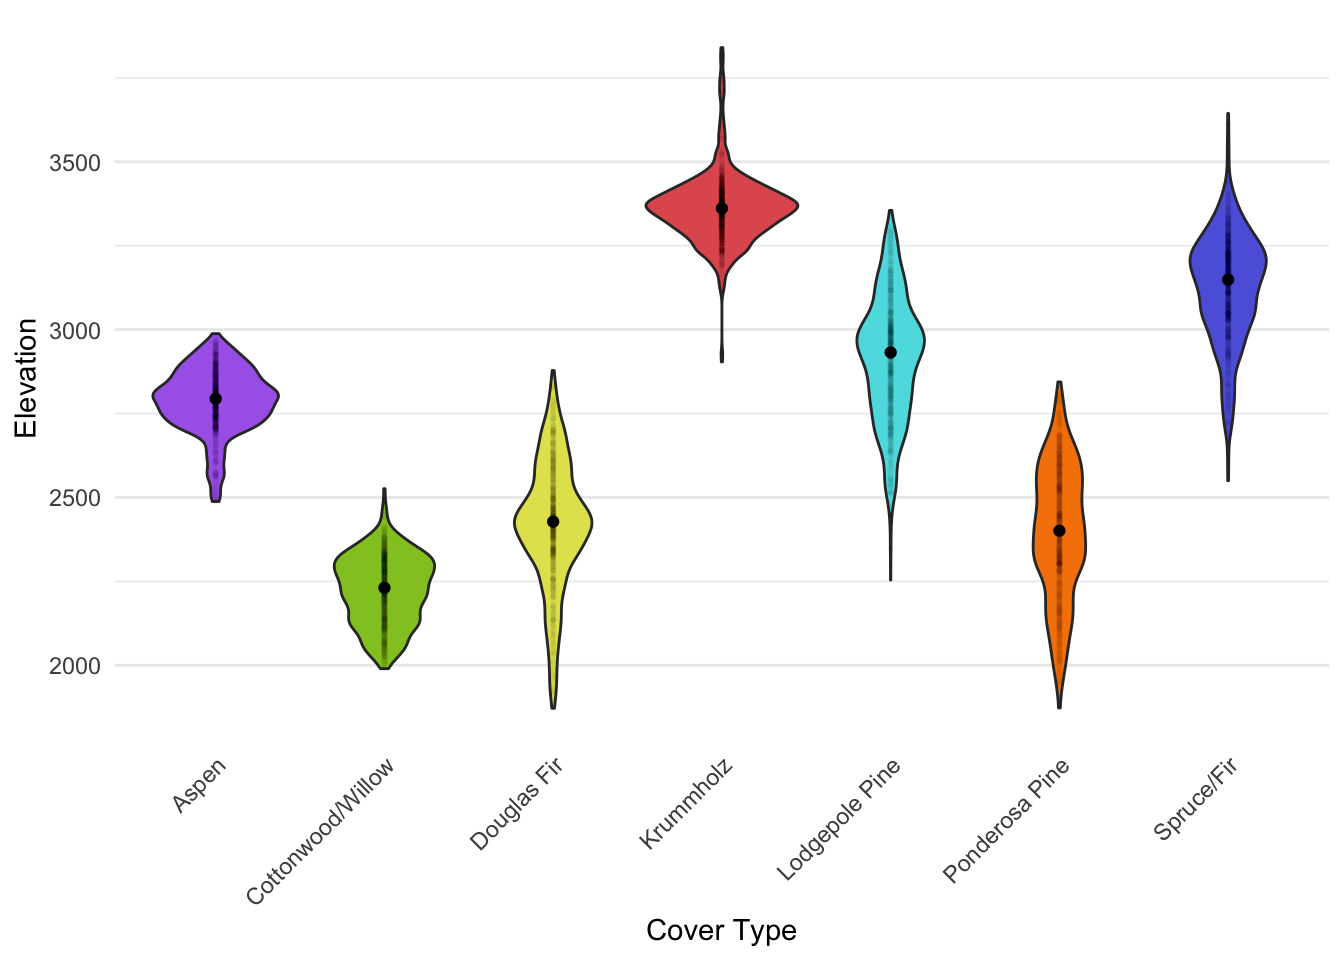 Elevation
3500
3000
2500
2000
Aspen
Cottonwood/Willow
Douglas Fir
Krummholz
Lodgepole Pine
Ponderosa Pine
Spruce/Fir
Cover Type